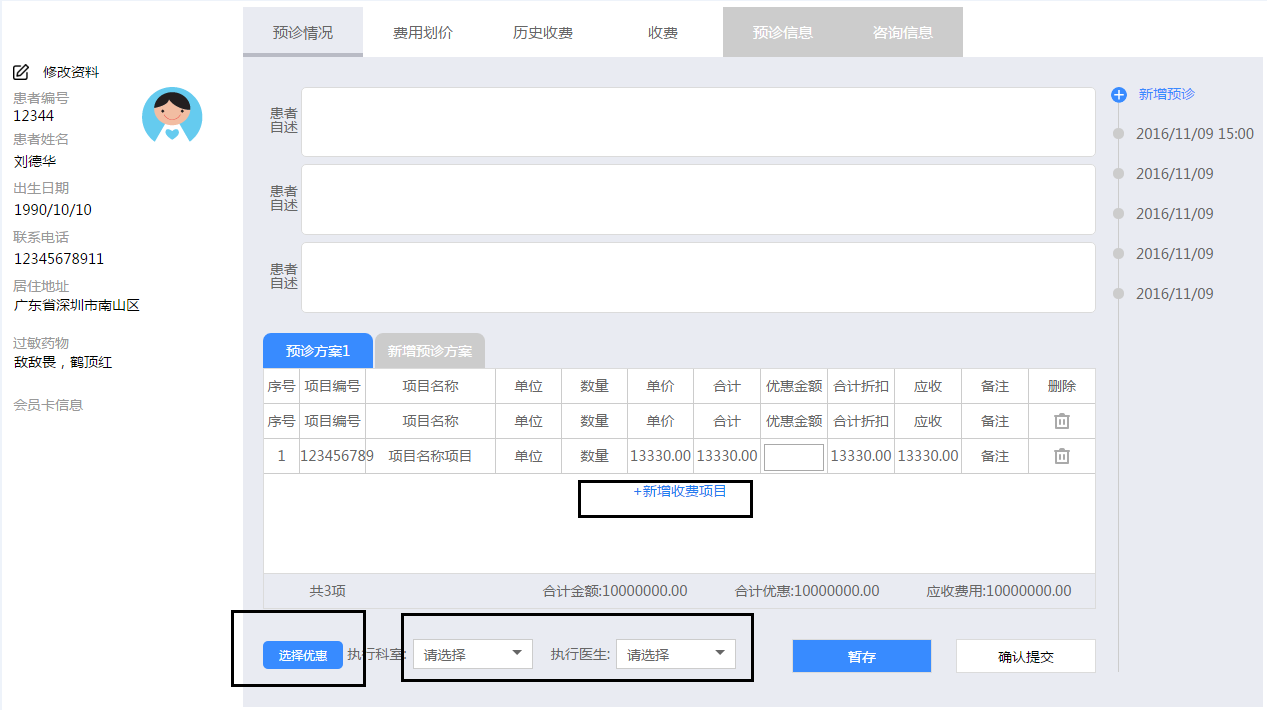 预诊情况 费用划价 历史收费 收费 预诊信息 咨询信息
修改资料
患者编号
12344
患者姓名
刘德华
出生日期
1990/10/10
联系电话
12345678911
居住地址
广东省深圳市南山区
过敏药物
敌敌畏，鹤顶红
会员卡信息
患者
自述
患者
自述
患者
自述
新增预诊
2016/11/09 15:00
2016/11/09
2016/11/09
2016/11/09
2016/11/09
预诊方案1 新增预诊方案
序号 项目编号 项目名称 单位 数量 单价 合计 优惠金额 合计折扣 应收 备注 删除
序号 项目编号 项目名称 单位 数量 单价 合计 优惠金额 合计折扣 应收 备注
1 123456789 项目名称项目 单位 数量 13330.00 13330.00 13330.00 13330.00 备注
+新增收费项目
共3项 合计金额:10000000.00 合计优惠:10000000.00 应收费用:10000000.00
选择优惠 执行科室: 请选择 执行医生: 请选择 暂存 确认提交